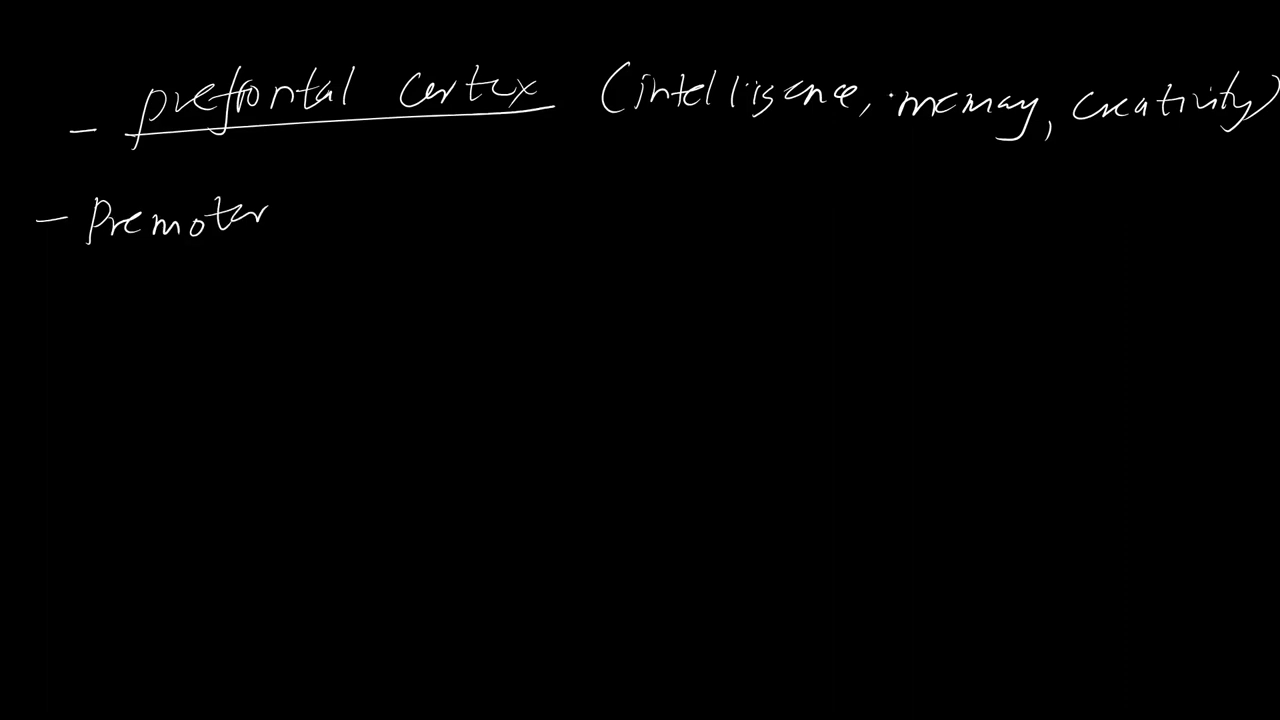 - prefrontal cortex (intelligence, memory, creativity)
- Premotor